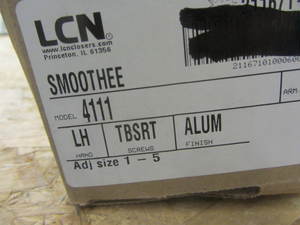 LCN
www.lcnclosers.com
Princeton, IL 61356
2116710100060
SMOOTHEE
MODEL 4111
ARM
LH TBSRT ALUM
HAND SCREWS FINISH
Adj size 1 - 5